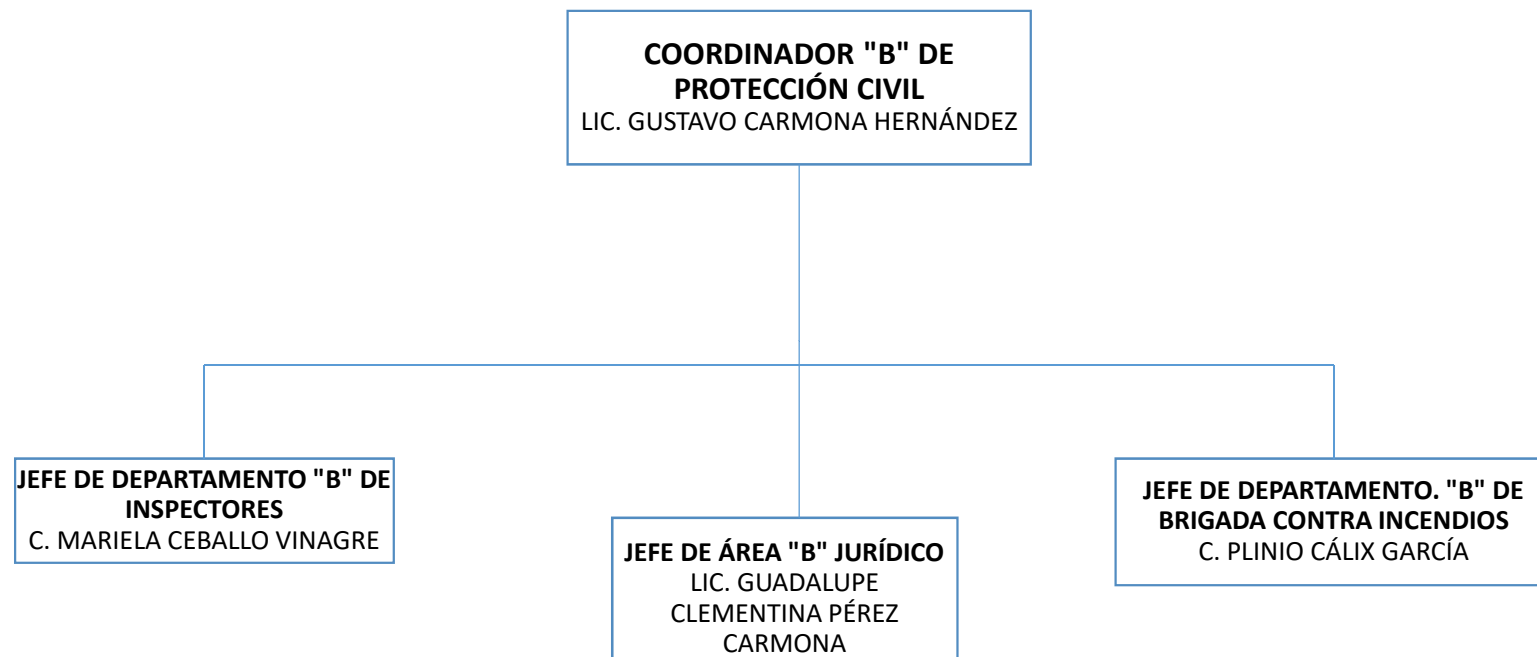 COORDINADOR "B" DE
PROTECCIÓN CIVIL
LIC. GUSTAVO CARMONA HERNÁNDEZ
JEFE DE DEPARTAMENTO "B" DE
INSPECTORES
C. MARIELA CEBALLO VINAGRE
JEFE DE ÁREA "B" JURÍDICO
LIC. GUADALUPE
CLEMENTINA PÉREZ
CARMONA
JEFE DE DEPARTAMENTO. "B" DE
BRIGADA CONTRA INCENDIOS
C. PLINIO CÁLIX GARCÍA